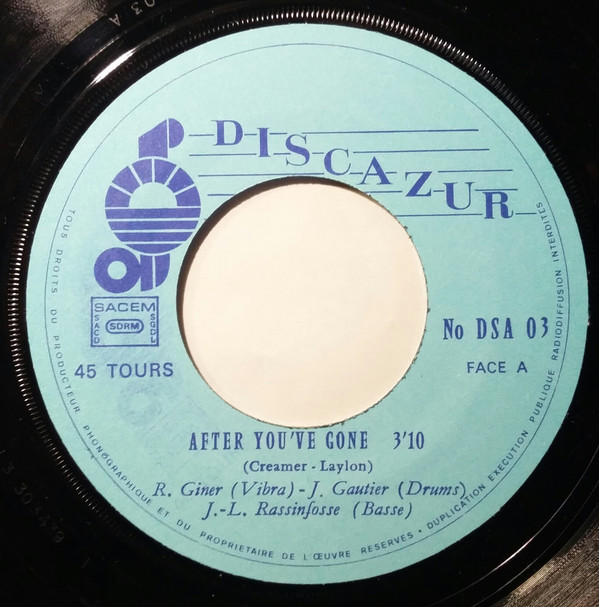 DISCAZUR
SACEM
SACD
SDRM
SGDL
No DSA 03
45 TOURS
FACE A
AFTER YOU'VE GONE 3'10
(Creamer - Laylon)
R. Giner (Vibra) - J. Gautier (Drums)
J.-L. Rassinfosse (Basse)
TOUS DROITS DU PRODUCTEUR PHONOGRAPHIQUE ET DU PROPRIETAIRE DE L'ŒUVRE RESERVES • DUPLICATION EXECUTION PUBLIQUE RADIODIFFUSION INTERDITES